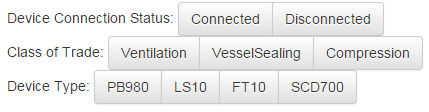 Device Connection Status: Connected Disconnected
Class of Trade: Ventilation VesselSealing Compression
Device Type: PB980 LS10 FT10 SCD700